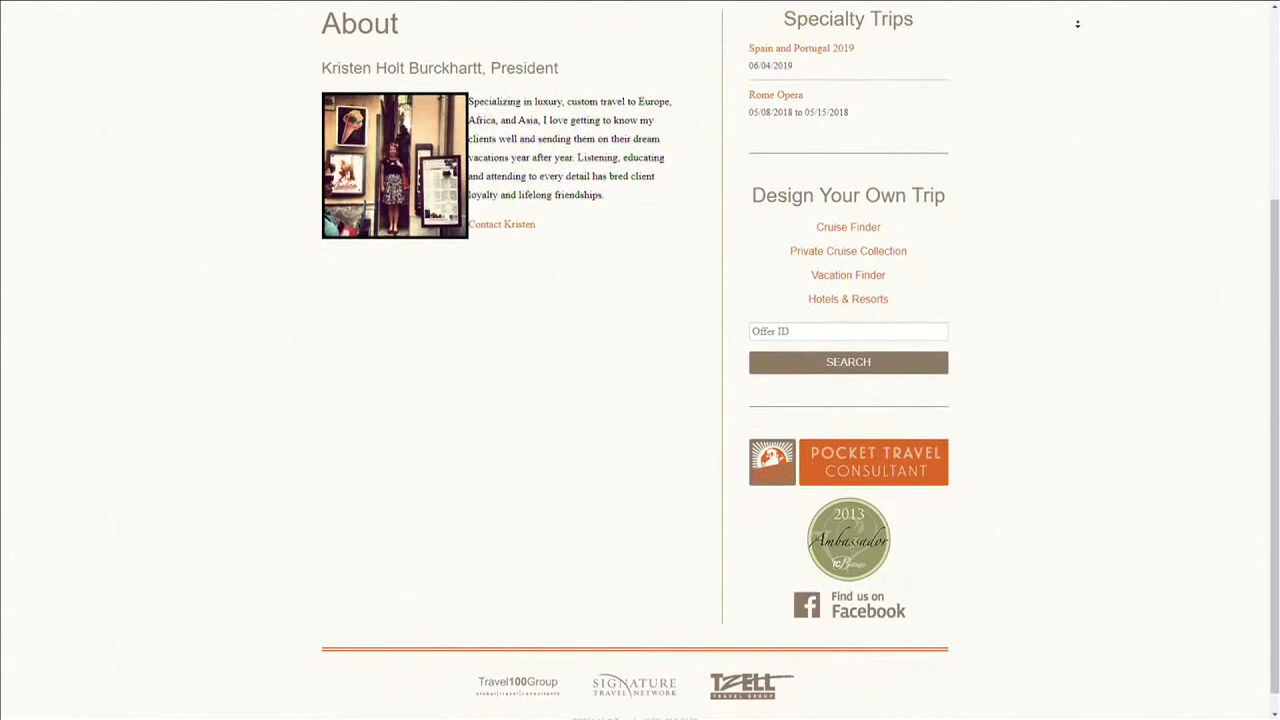 About
Kristen Holt Burckhartt, President
Specializing in luxury, custom travel to Europe,
Africa, and Asia, I love getting to know my
clients well and sending them on their dream
vacations year after year. Listening, educating
and attending to every detail has bred client
loyalty and lifelong friendships.
Contact Kristen
Specialty Trips
Spain and Portugal 2019
06/04/2019
Rome Opera
05/08/2018 to 05/15/2018
Design Your Own Trip
Cruise Finder
Private Cruise Collection
Vacation Finder
Hotels & Resorts
Offer ID
SEARCH
POCKET TRAVEL
CONSULTANT
2013
Ambassador
Find us on
Facebook
Travel100Group
global|travel|consultants
SIGNATURE
TRAVEL NETWORK
TZELL
TRAVEL GROUP